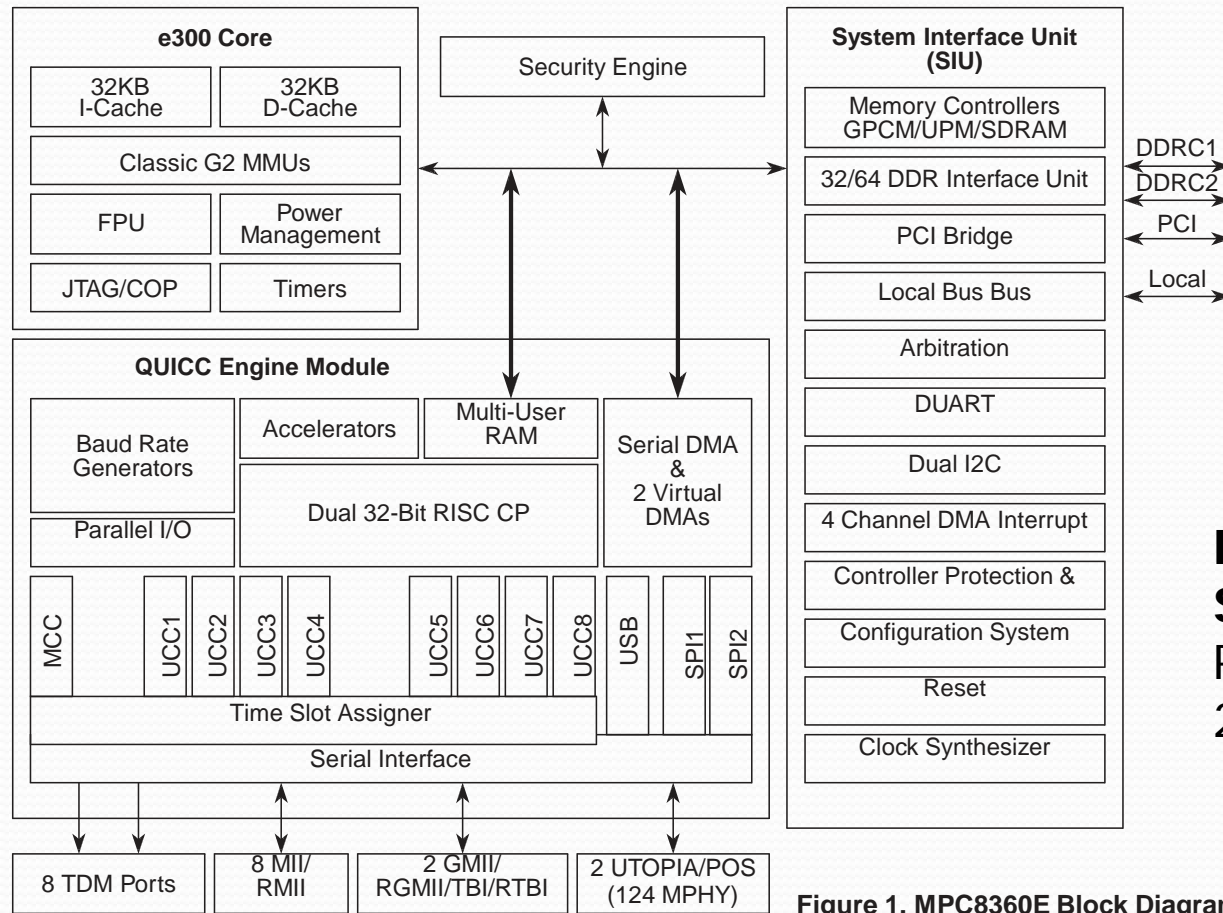 e300 Core
32KB
I-Cache
32KB
D-Cache
Classic G2 MMUs
FPU
Power
Management
JTAG/COP
Timers
Security Engine
System Interface Unit
(SIU)
Memory Controllers
GPCM/UPM/SDRAM
32/64 DDR Interface Unit
PCI Bridge
Local Bus Bus
Arbitration
DUART
Dual I2C
4 Channel DMA Interrupt
Controller Protection &
Configuration System
Reset
Clock Synthesizer
DDRC1
DDRC2
PCI
Local
QUICC Engine Module
Baud Rate
Generators
Parallel I/O
Accelerators
Multi-User
RAM
Dual 32-Bit RISC CP
Serial DMA
&
2 Virtual
DMAs
MCC
UCC1
UCC2
UCC3
UCC4
UCC5
UCC6
UCC7
UCC8
USB
SPI1
SPI2
Time Slot Assigner
Serial Interface
8 TDM Ports
8 MII/
RMII
2 GMII/
RGMII/TBI/RTBI
2 UTOPIA/POS
(124 MPHY)
Figure 1. MPC8360E Block Diagra